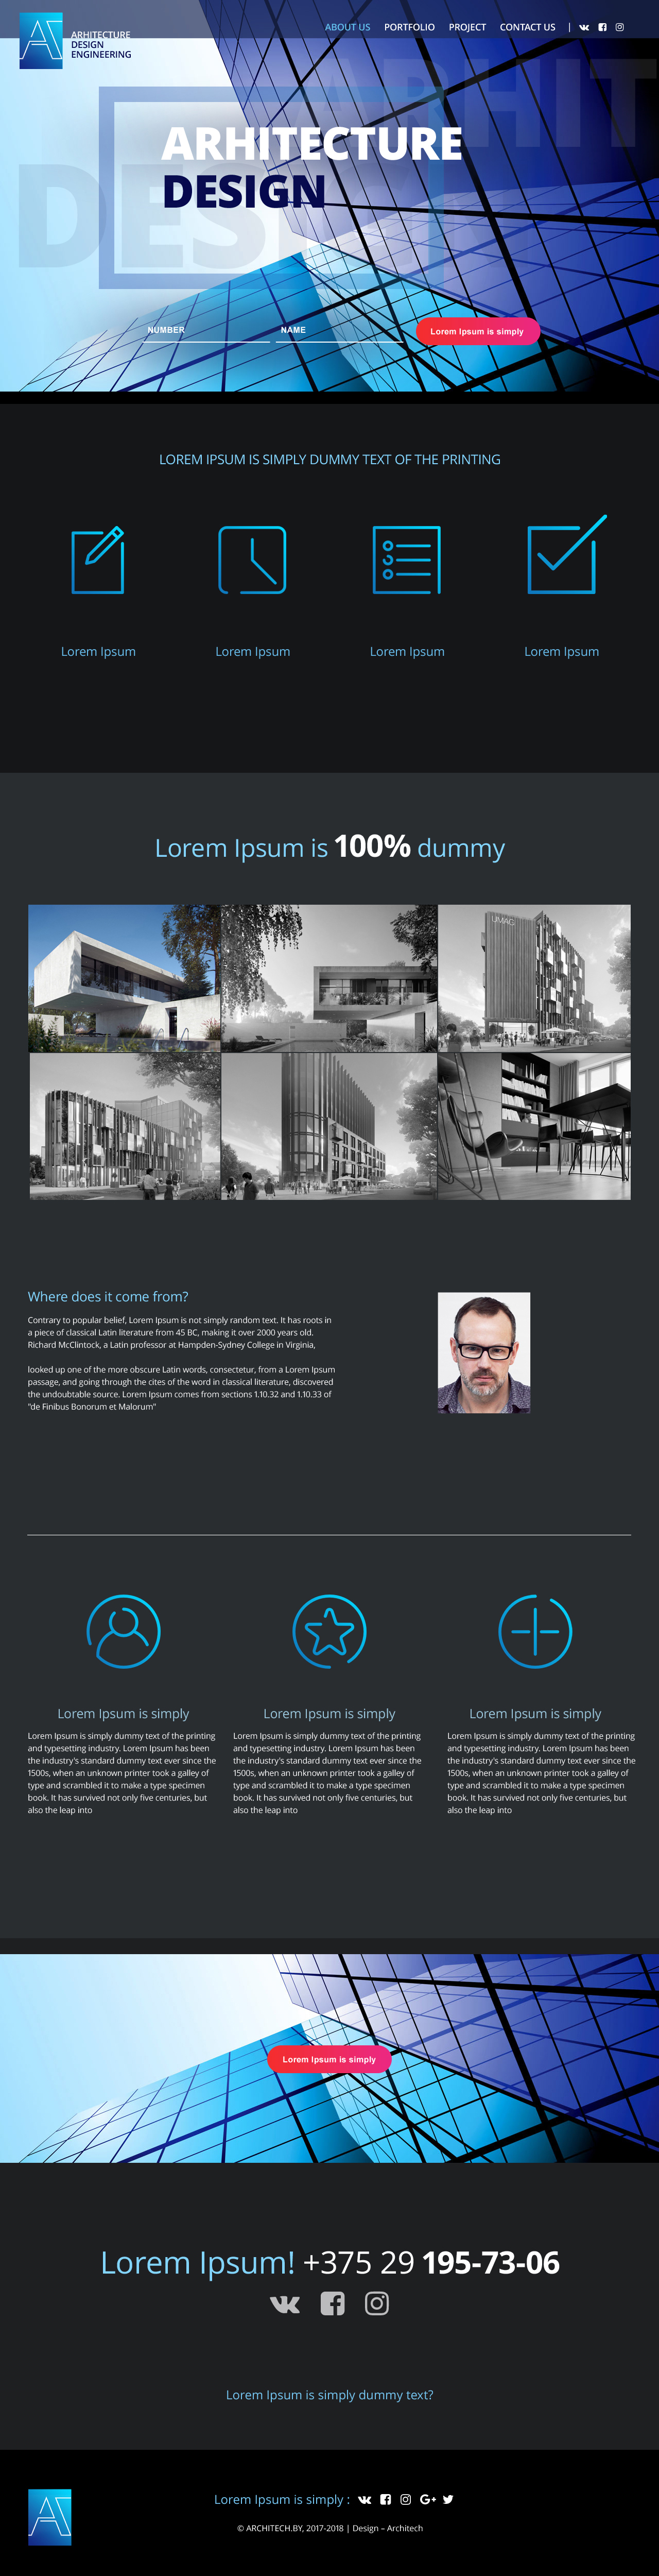 ARHITECTURE
DESIGN
ENGINEERING
ABOUT US PORTFOLIO PROJECT CONTACT US |
ARHIT
DESIGN
ARHITECTURE
DESIGN
NUMBER NAME Lorem Ipsum is simply
LOREM IPSUM IS SIMPLY DUMMY TEXT OF THE PRINTING
Lorem Ipsum Lorem Ipsum Lorem Ipsum Lorem Ipsum
Lorem Ipsum is 100% dummy
UMAG
Where does it come from?
Contrary to popular belief, Lorem Ipsum is not simply random text. It has roots in
a piece of classical Latin literature from 45 BC, making it over 2000 years old.
Richard McClintock, a Latin professor at Hampden-Sydney College in Virginia,
looked up one of the more obscure Latin words, consectetur, from a Lorem Ipsum
passage, and going through the cites of the word in classical literature, discovered
the undoubtable source. Lorem Ipsum comes from sections 1.10.32 and 1.10.33 of
"de Finibus Bonorum et Malorum"
Lorem Ipsum is simply
Lorem Ipsum is simply dummy text of the printing
and typesetting industry. Lorem Ipsum has been
the industry's standard dummy text ever since the
1500s, when an unknown printer took a galley of
type and scrambled it to make a type specimen
book. It has survived not only five centuries, but
also the leap into
Lorem Ipsum is simply
Lorem Ipsum is simply dummy text of the printing
and typesetting industry. Lorem Ipsum has been
the industry's standard dummy text ever since the
1500s, when an unknown printer took a galley of
type and scrambled it to make a type specimen
book. It has survived not only five centuries, but
also the leap into
Lorem Ipsum is simply
Lorem Ipsum is simply dummy text of the printing
and typesetting industry. Lorem Ipsum has been
the industry's standard dummy text ever since the
1500s, when an unknown printer took a galley of
type and scrambled it to make a type specimen
book. It has survived not only five centuries, but
also the leap into
Lorem Ipsum is simply
Lorem Ipsum! +375 29 195-73-06
Lorem Ipsum is simply dummy text?
Lorem Ipsum is simply :
© ARCHITECH.BY, 2017-2018 | Design – Architech